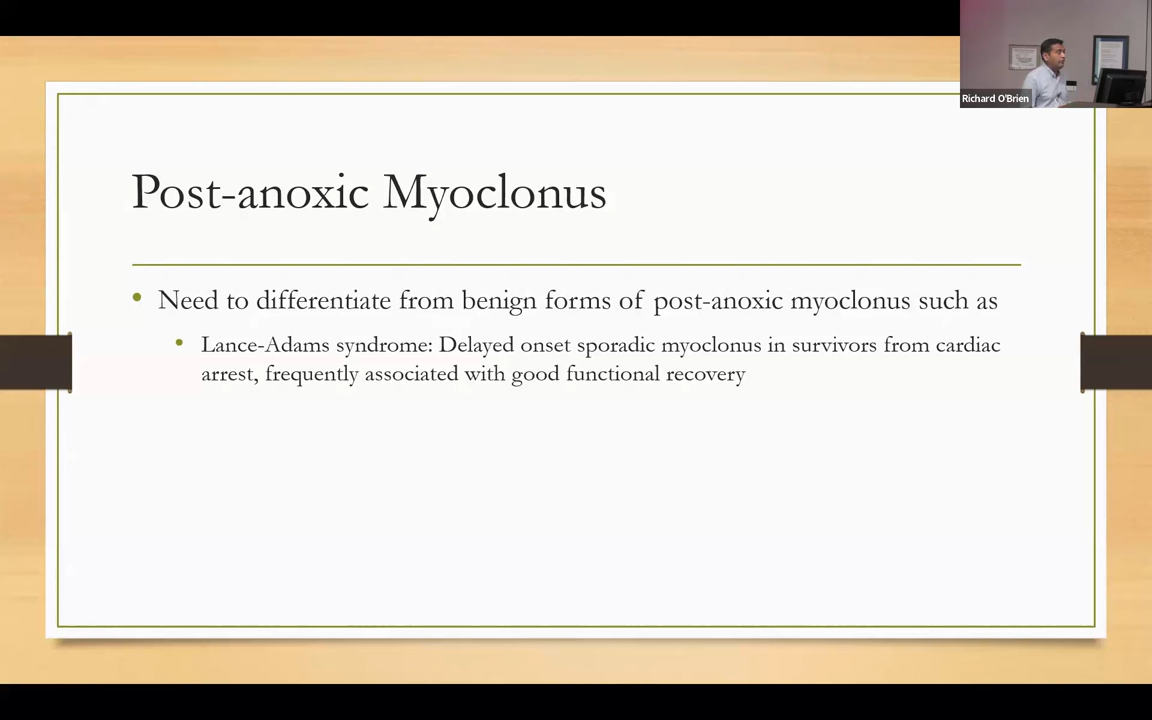 Richard O'Brien
Post-anoxic Myoclonus
• Need to differentiate from benign forms of post-anoxic myoclonus such as
• Lance-Adams syndrome: Delayed onset sporadic myoclonus in survivors from cardiac
arrest, frequently associated with good functional recovery